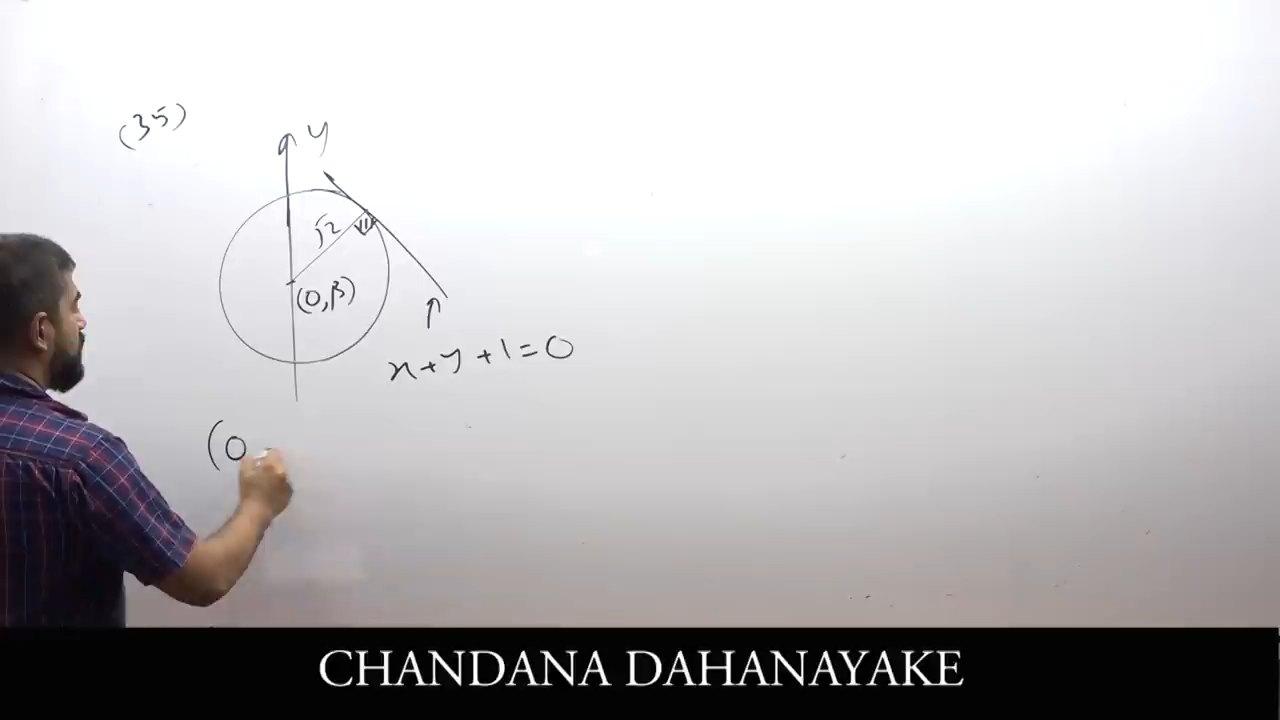 (35)
y
√2
(0,β)
x+y+1=0
(0
CHANDANA DAHANAYAKE